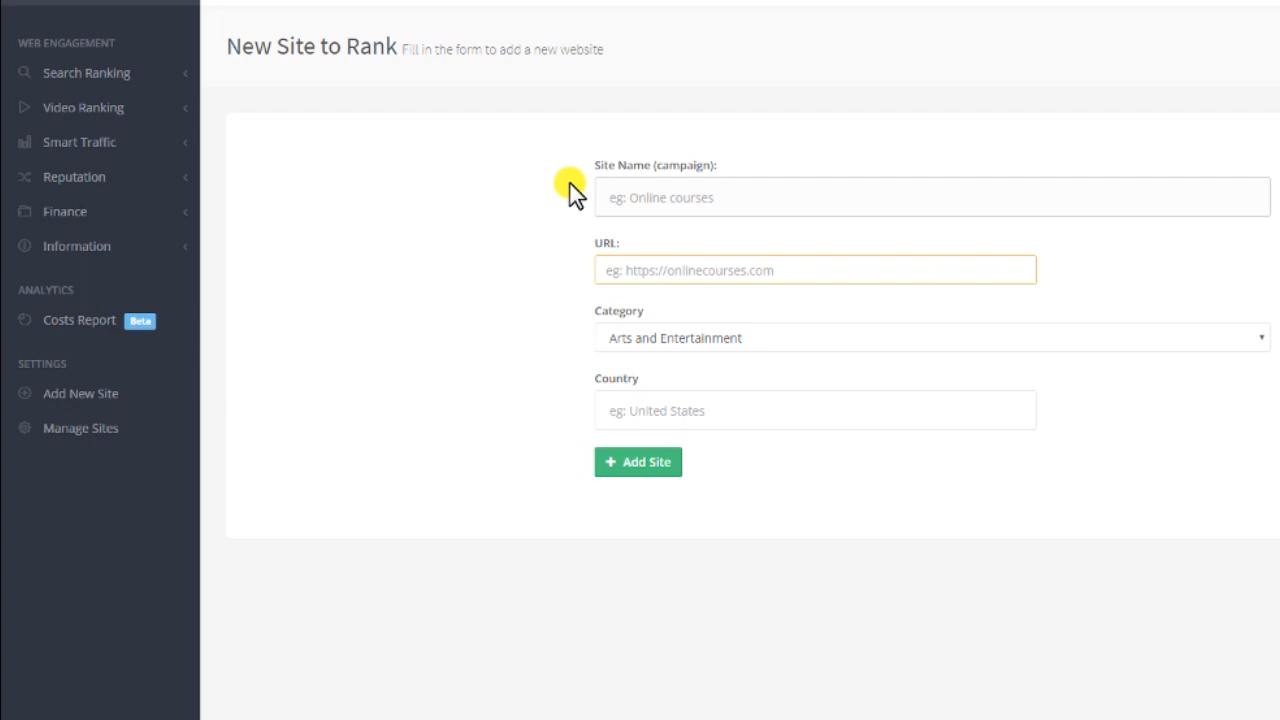 WEB ENGAGEMENT
Search Ranking
Video Ranking
Smart Traffic
Reputation
Finance
Information
ANALYTICS
Costs Report Beta
SETTINGS
Add New Site
Manage Sites
New Site to Rank Fill in the form to add a new website
Site Name (campaign):
eg: Online courses
URL:
eg: https://onlinecourses.com
Category
Arts and Entertainment
Country
eg: United States
+ Add Site